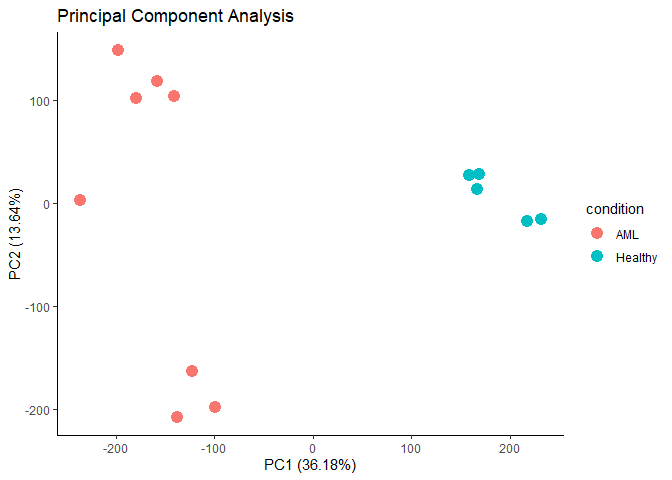 Principal Component Analysis
100
0
-100
-200
PC2 (13.64%)
-200
-100
0
100
200
PC1 (36.18%)
condition
AML
Healthy